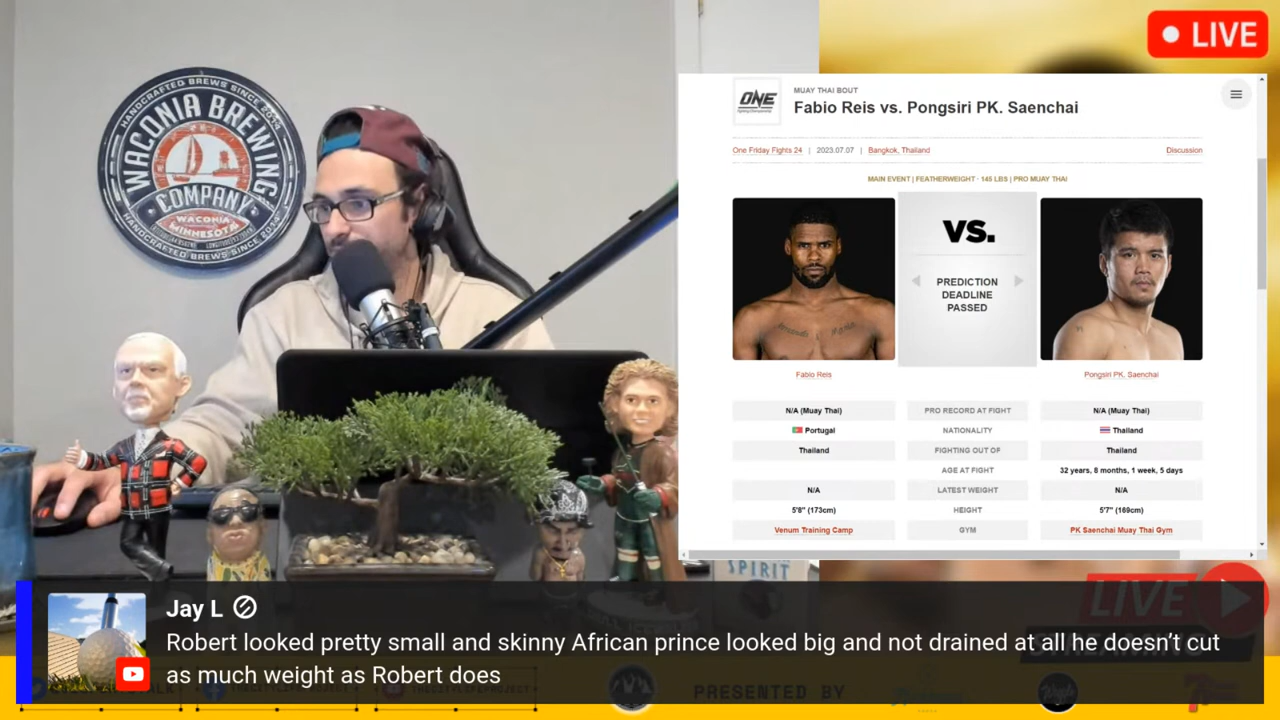 LIVE
HANDCRAFTED BREWS SINCE 2014
WACONIA BREWING
COMPANY
WACONIA
MINNESOTA
HANDCRAFTED BREWS SINCE 2014
ONE
MUAY THAI BOUT
Fabio Reis vs. Pongsiri PK. Saenchai
One Friday Fights 24 | 2023.07.07 | Bangkok, Thailand Discussion
MAIN EVENT | FEATHERWEIGHT · 145 LBS | PRO MUAY THAI
VS.
PREDICTION
DEADLINE
PASSED
Fabio Reis Pongsiri PK. Saenchai
N/A (Muay Thai) PRO RECORD AT FIGHT N/A (Muay Thai)
Portugal NATIONALITY Thailand
Thailand FIGHTING OUT OF Thailand
AGE AT FIGHT 32 years, 8 months, 1 week, 5 days
N/A LATEST WEIGHT N/A
5'8" (173cm) HEIGHT 5'7" (169cm)
Venum Training Camp GYM PK Saenchai Muay Thai Gym
SPIRIT
LIVE
STREAMING
Jay L
Robert looked pretty small and skinny African prince looked big and not drained at all he doesn’t cut
as much weight as Robert does
PRESENTED BY